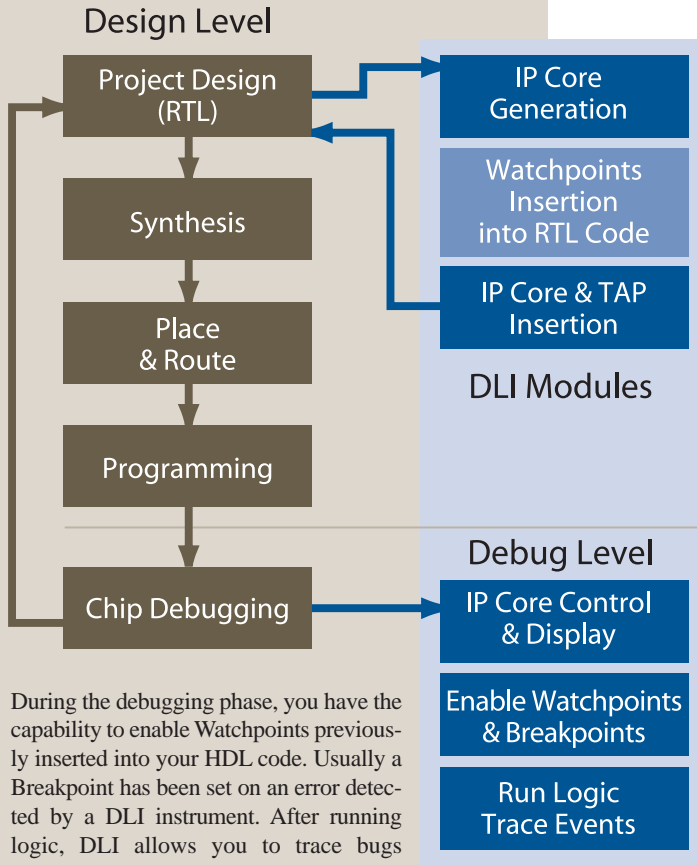 Design Level
Project Design
(RTL)
Synthesis
Place
& Route
Programming
Chip Debugging
IP Core
Generation
Watchpoints
Insertion
into RTL Code
IP Core & TAP
Insertion
DLI Modules
Debug Level
IP Core Control
& Display
Enable Watchpoints
& Breakpoints
Run Logic
Trace Events
During the debugging phase, you have the
capability to enable Watchpoints previous-
ly inserted into your HDL code. Usually a
Breakpoint has been set on an error detec-
ted by a DLI instrument. After running
logic, DLI allows you to trace bugs